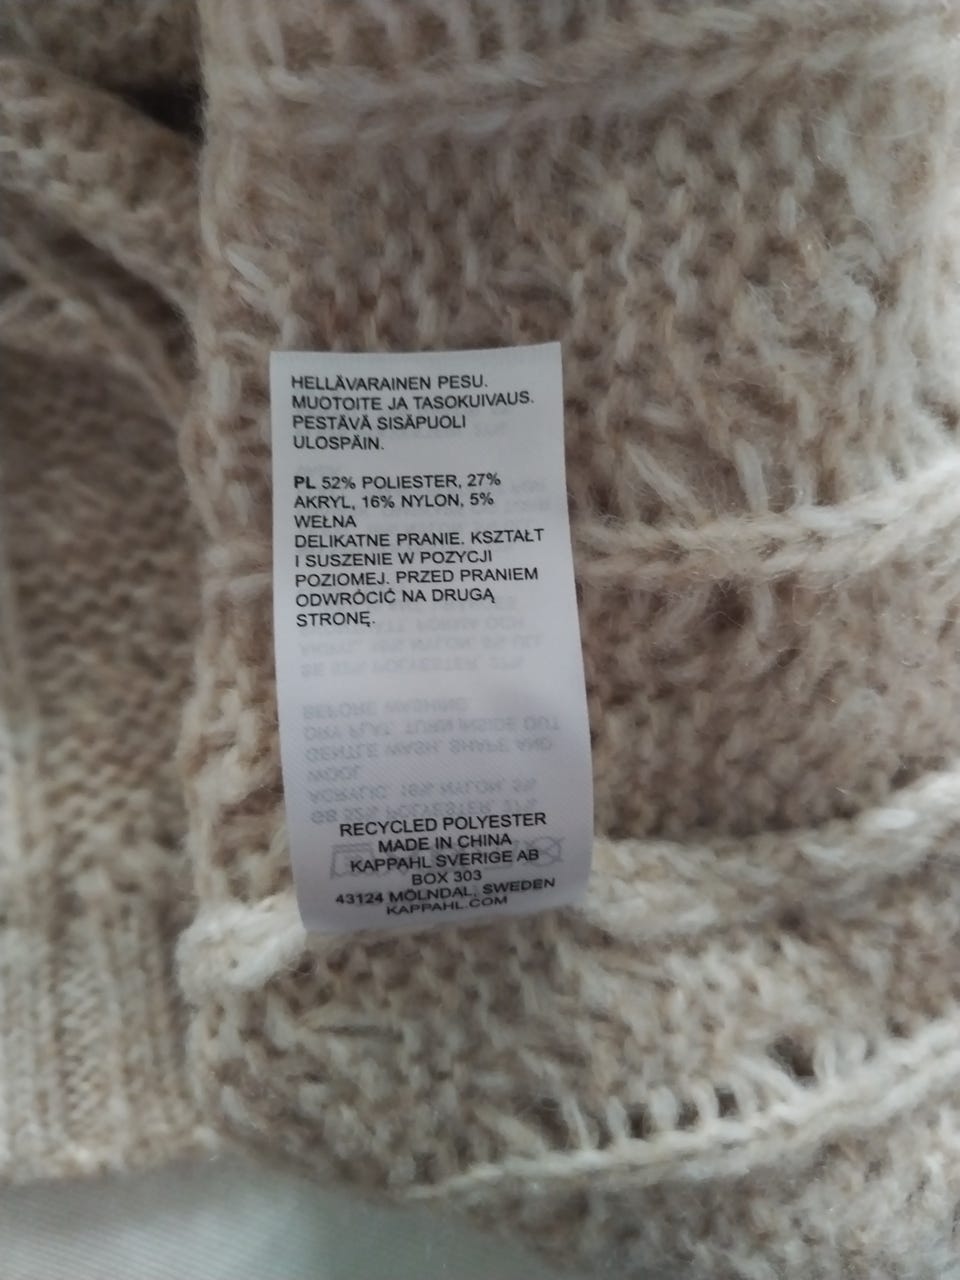 HELLÄVARAINEN PESU.
MUOTOITE JA TASOKUIVAUS.
PESTÄVÄ SISÄPUOLI
ULOSPÄIN.
PL 52% POLIESTER, 27%
AKRYL, 16% NYLON, 5%
WEŁNA
DELIKATNE PRANIE. KSZTAŁT
I SUSZENIE W POZYCJI
POZIOMEJ. PRZED PRANIEM
ODWRÓCIĆ NA DRUGĄ
STRONĘ.
RECYCLED POLYESTER
MADE IN CHINA
KAPPAHL SVERIGE AB
BOX 303
43124 MÖLNDAL, SWEDEN
KAPPAHL.COM